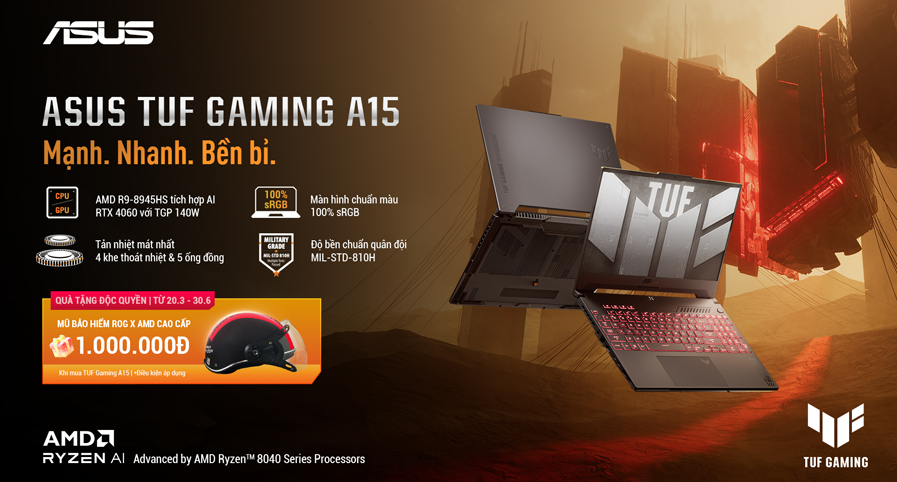 ASUS
ASUS TUF GAMING A15
Mạnh. Nhanh. Bền bỉ.
CPU
GPU
AMD R9-8945HS tích hợp AI
RTX 4060 với TGP 140W
100%
sRGB
Màn hình chuẩn màu
100% sRGB
Tản nhiệt mát nhất
4 khe thoát nhiệt & 5 ống đồng
MILITARY
GRADE
MIL-STD-810H
Độ bền chuẩn quân đội
MIL-STD-810H
QUÀ TẶNG ĐỘC QUYỀN | TỪ 20.3 - 30.6
MŨ BẢO HIỂM ROG X AMD CAO CẤP
1.000.000Đ
Khi mua TUF Gaming A15 | *Điều kiện áp dụng
TUF
AMD
RYZEN AI
Advanced by AMD Ryzen™ 8040 Series Processors
TUF GAMING